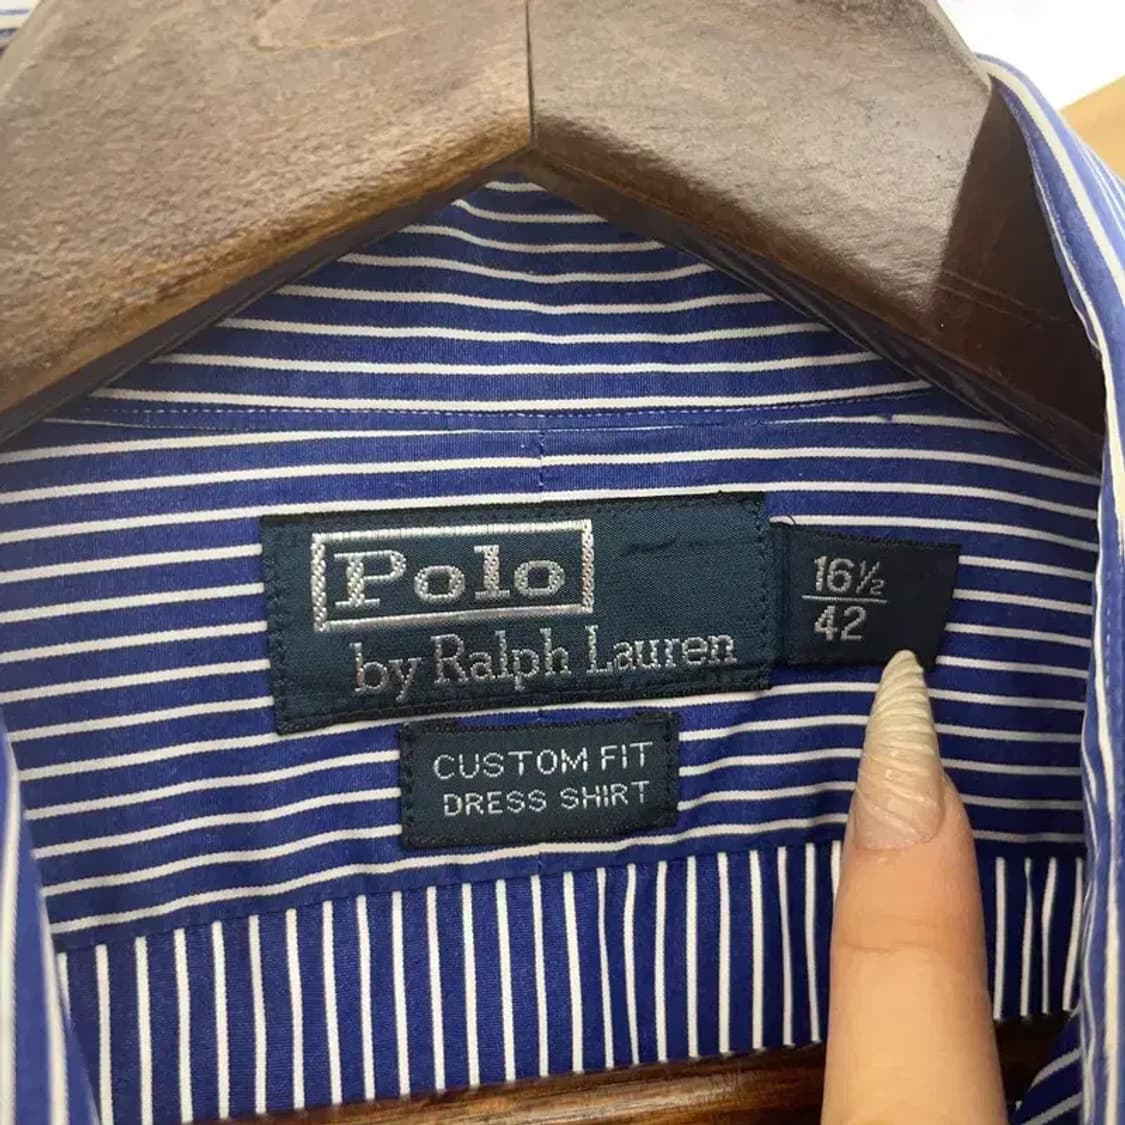 Polo
by Ralph Lauren
16½
42
CUSTOM FIT
DRESS SHIRT